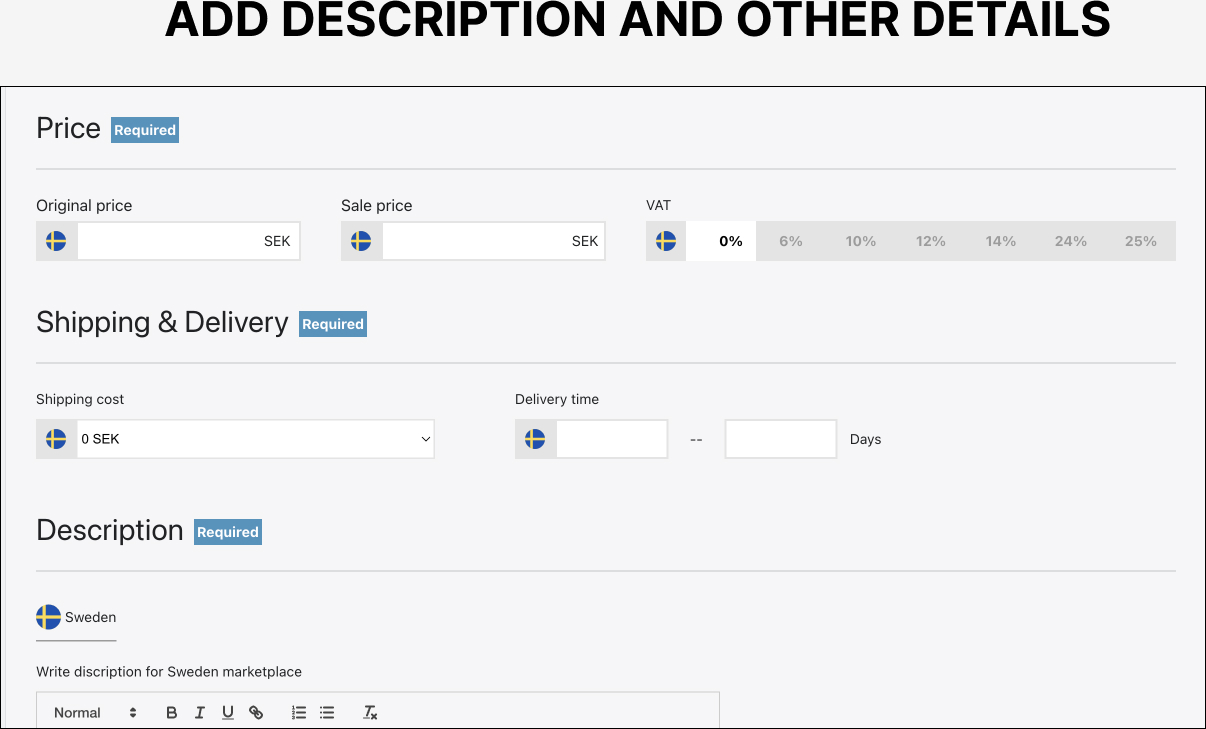 ADD DESCRIPTION AND OTHER DETAILS
Price Required
Original price Sale price VAT
SEK SEK 0% 6% 10% 12% 14% 24% 25%
Shipping & Delivery Required
Shipping cost Delivery time
0 SEK -- Days
Description Required
Sweden
Write discription for Sweden marketplace
Normal B I U